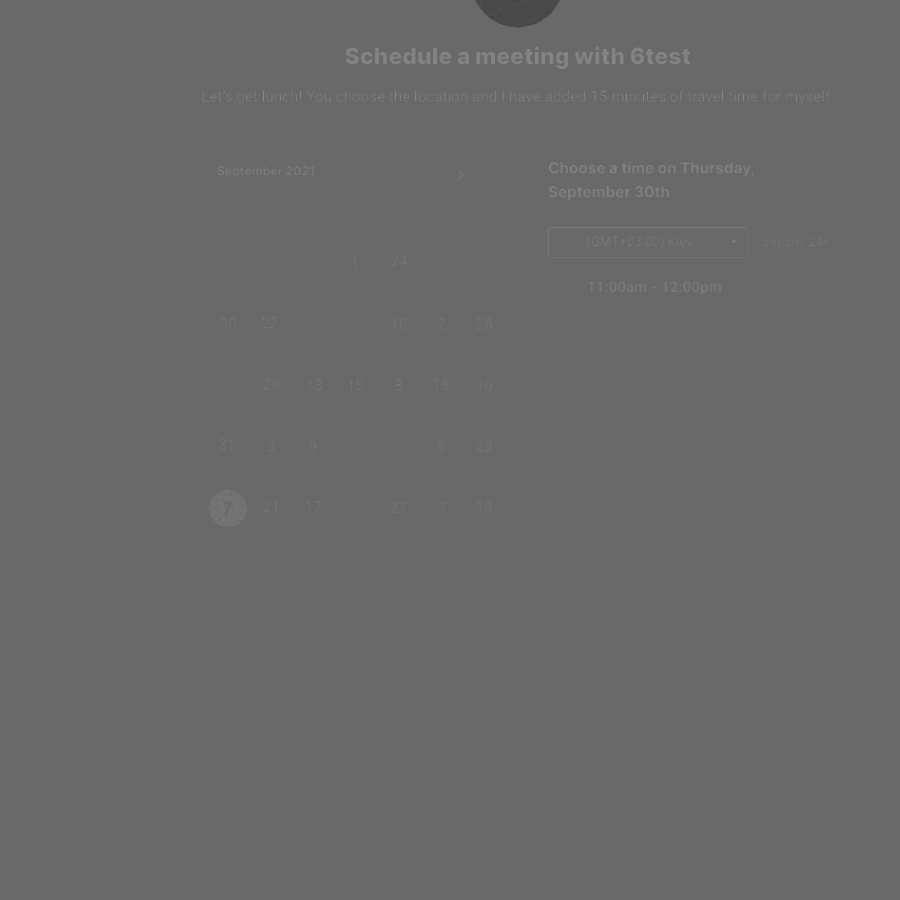 Schedule a meeting with 6test
Let's get lunch! You choose the location and I have added 15 minutes of travel time for myself
September 2021
Choose a time on Thursday,
September 30th
(GMT+03:00) Kiev
am/pm 24h
11:00am - 12:00pm
1 24
30 22 10 2 26
20 13 15 8 18 16
31 3 9 5 28
7 21 17 27 7 19